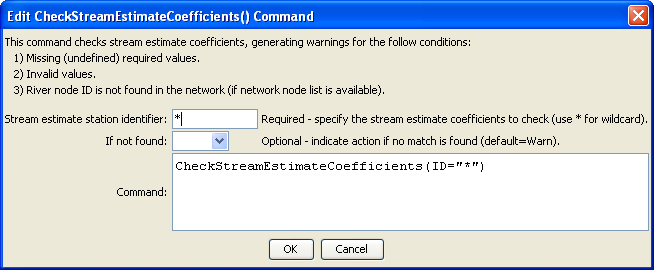 Edit CheckStreamEstimateCoefficients() Command
This command checks stream estimate coefficients, generating warnings for the follow conditions:
1) Missing (undefined) required values.
2) Invalid values.
3) River node ID is not found in the network (if network node list is available).
Stream estimate station identifier: * Required - specify the stream estimate coefficients to check (use * for wildcard).
If not found: Optional - indicate action if no match is found (default=Warn).
CheckStreamEstimateCoefficients(ID="*")
Command:
OK Cancel